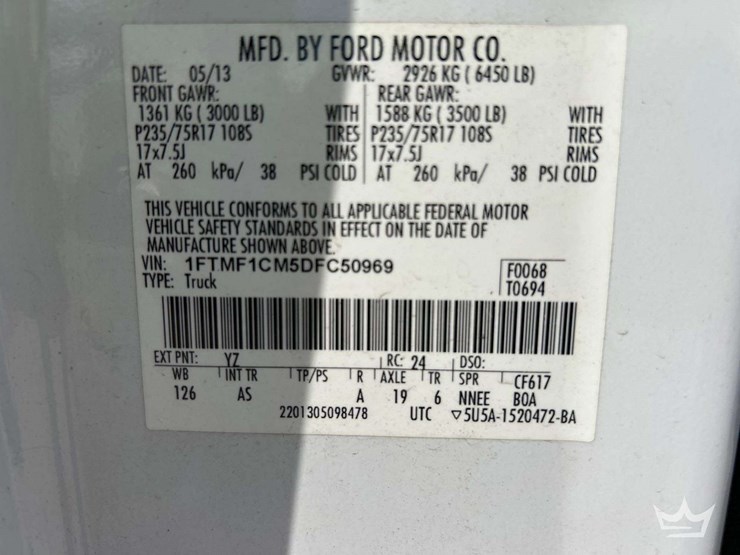 MFD. BY FORD MOTOR CO.
DATE: 05/13 GVWR: 2926 KG ( 6450 LB)
FRONT GAWR: REAR GAWR:
1361 KG ( 3000 LB) WITH 1588 KG ( 3500 LB) WITH
P235/75R17 108S TIRES P235/75R17 108S TIRES
17x7.5J RIMS 17x7.5J RIMS
AT 260 kPa/ 38 PSI COLD AT 260 kPa/ 38 PSI COLD
THIS VEHICLE CONFORMS TO ALL APPLICABLE FEDERAL MOTOR
VEHICLE SAFETY STANDARDS IN EFFECT ON THE DATE OF
MANUFACTURE SHOWN ABOVE.
VIN: 1FTMF1CM5DFC50969 F0068
TYPE: Truck T0694
EXT PNT: YZ RC: 24 DSO:
WB INT TR TP/PS R AXLE TR SPR CF617
126 AS A 19 6 NNEE BOA
2201305098478 UTC ▽5U5A-1520472-BA